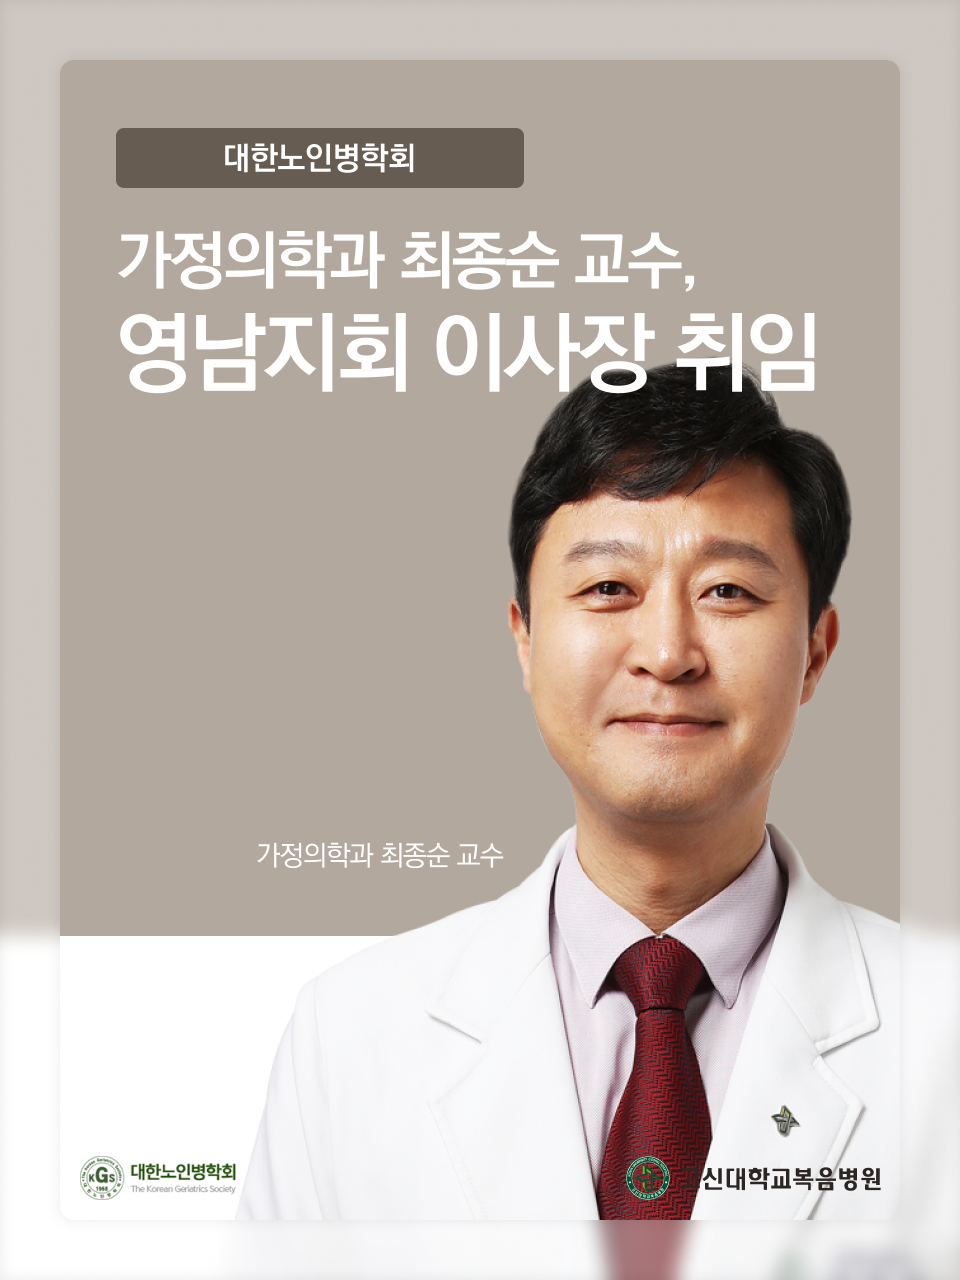 대한노인병학회
가정의학과 최종순 교수,
영남지회 이사장 취임
가정의학과 최종순 교수
KGS
1968
대한노인병학회
The Korean Geriatrics Society
신대학교복음병원